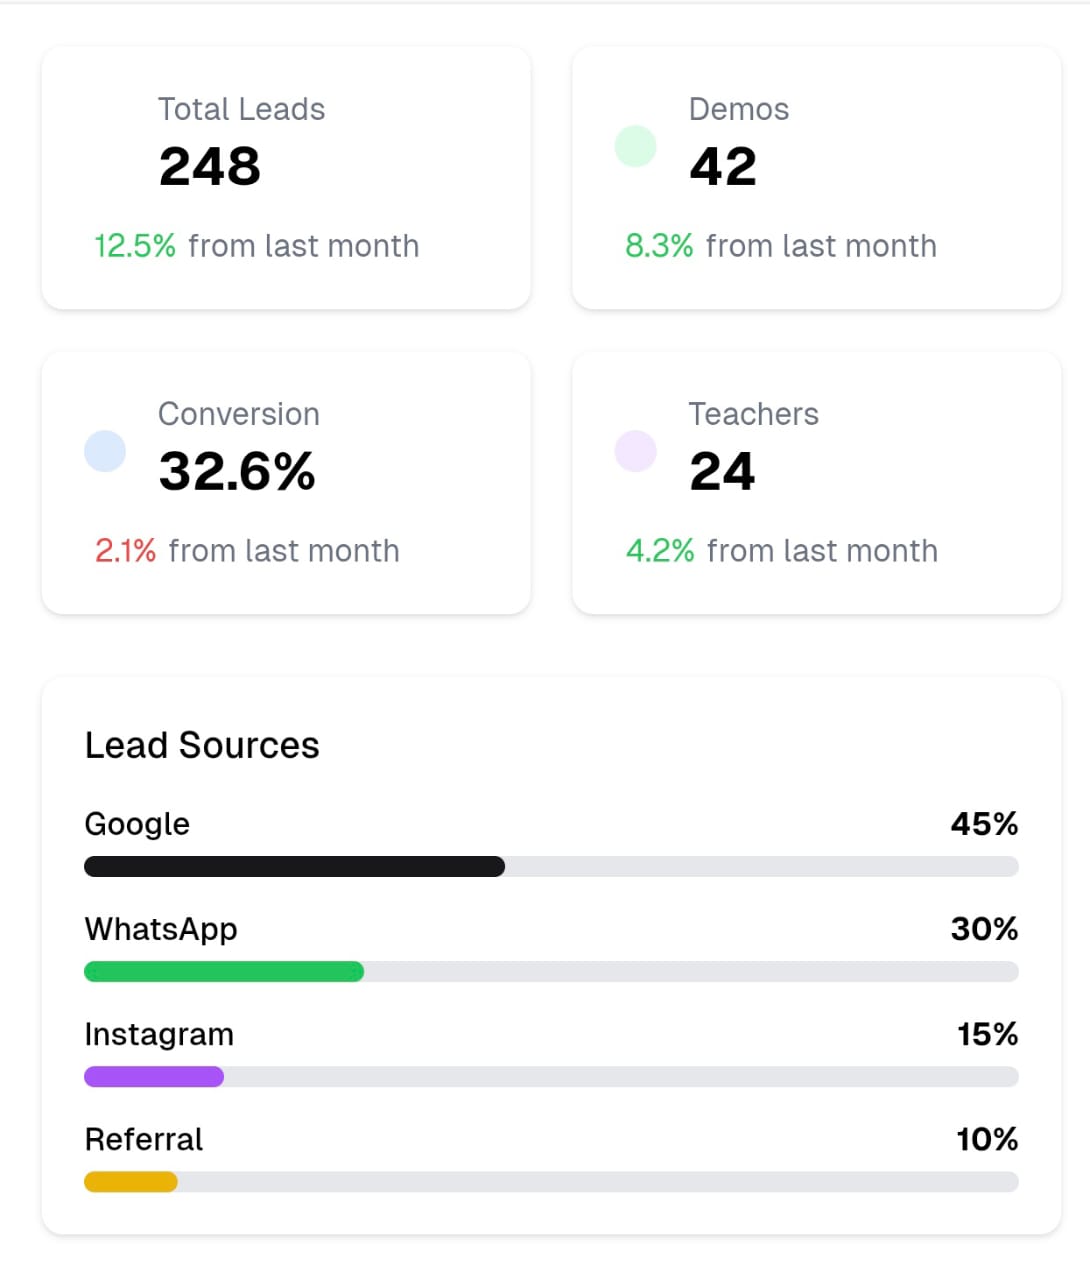 Total Leads
248
12.5% from last month
Demos
42
8.3% from last month
Conversion
32.6%
2.1% from last month
Teachers
24
4.2% from last month
Lead Sources
Google 45%
WhatsApp 30%
Instagram 15%
Referral 10%